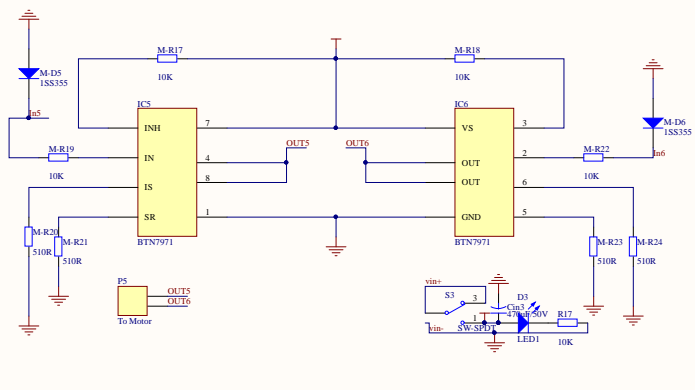 M-R17
10K
M-R18
10K
M-D5
1SS355
In5
M-R19
10K
IC5
INH
IN
IS
SR
7
4
8
1
BTN7971
OUT5
OUT6
IC6
VS
OUT
OUT
GND
3
2
6
5
BTN7971
M-D6
1SS355
In6
M-R22
10K
M-R20
510R
M-R21
510R
M-R23
510R
M-R24
510R
P5
OUT5
OUT6
To Motor
vin+
S3
3
1
vin-
SW-SPDT
Cin3
470uF/50V
D3
LED1
R17
10K